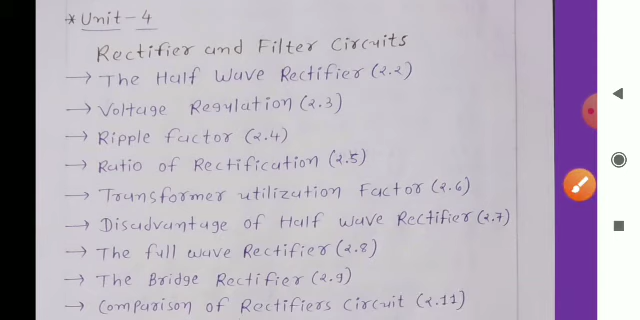 * Unit - 4
Rectifier and Filter Circuits
→ The Half Wave Rectifier (2.2)
→ Voltage Regulation (2.3)
→ Ripple factor (2.4)
→ Ratio of Rectification (2.5)
→ Transformer utilization Factor (2.6)
→ Disadvantage of Half wave Rectifier (2.7)
→ The full wave Rectifier (2.8)
→ The Bridge Rectifier (2.9)
→ Comparison of Rectifiers Circuit (2.11)